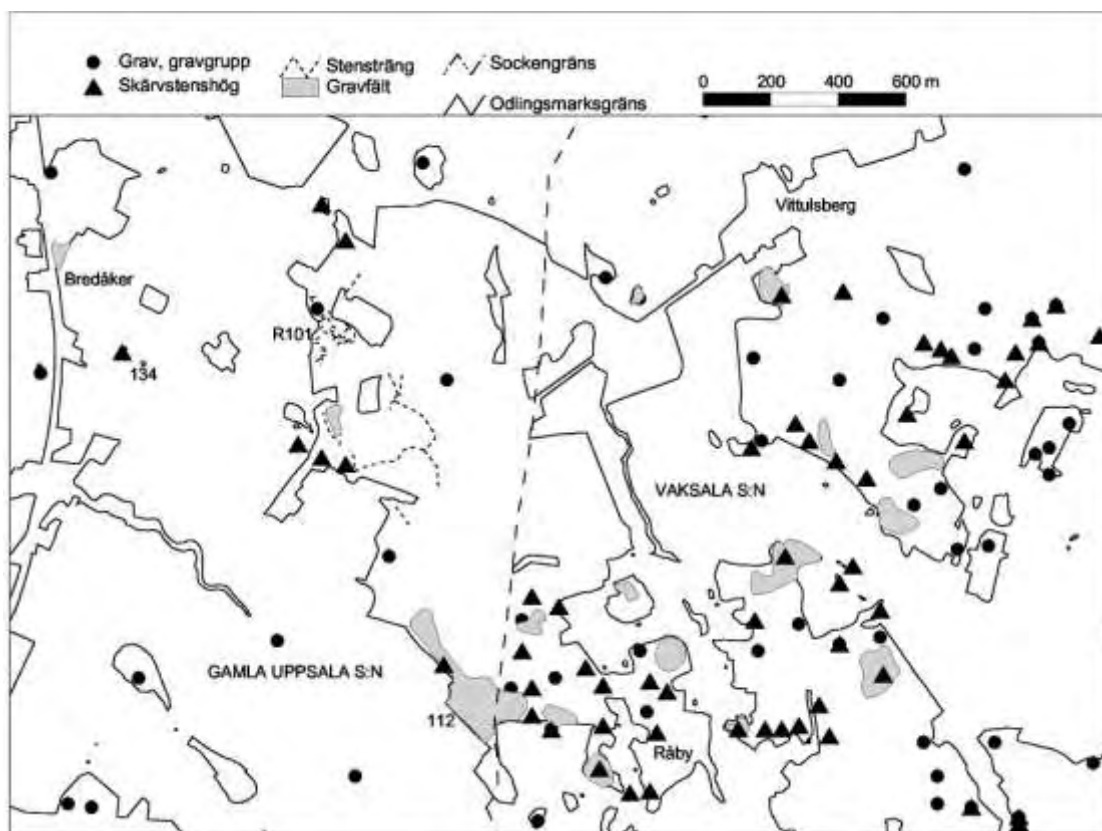 Grav, gravgrupp
Skärvstenshög
Stensträng
Gravfält
Sockengräns
Odlingsmarksgräns
0 200 400 600 m
Vittulsberg
Bredåker
R101
134
VAKSALA S:N
GAMLA UPPSALA S:N
112
Råby